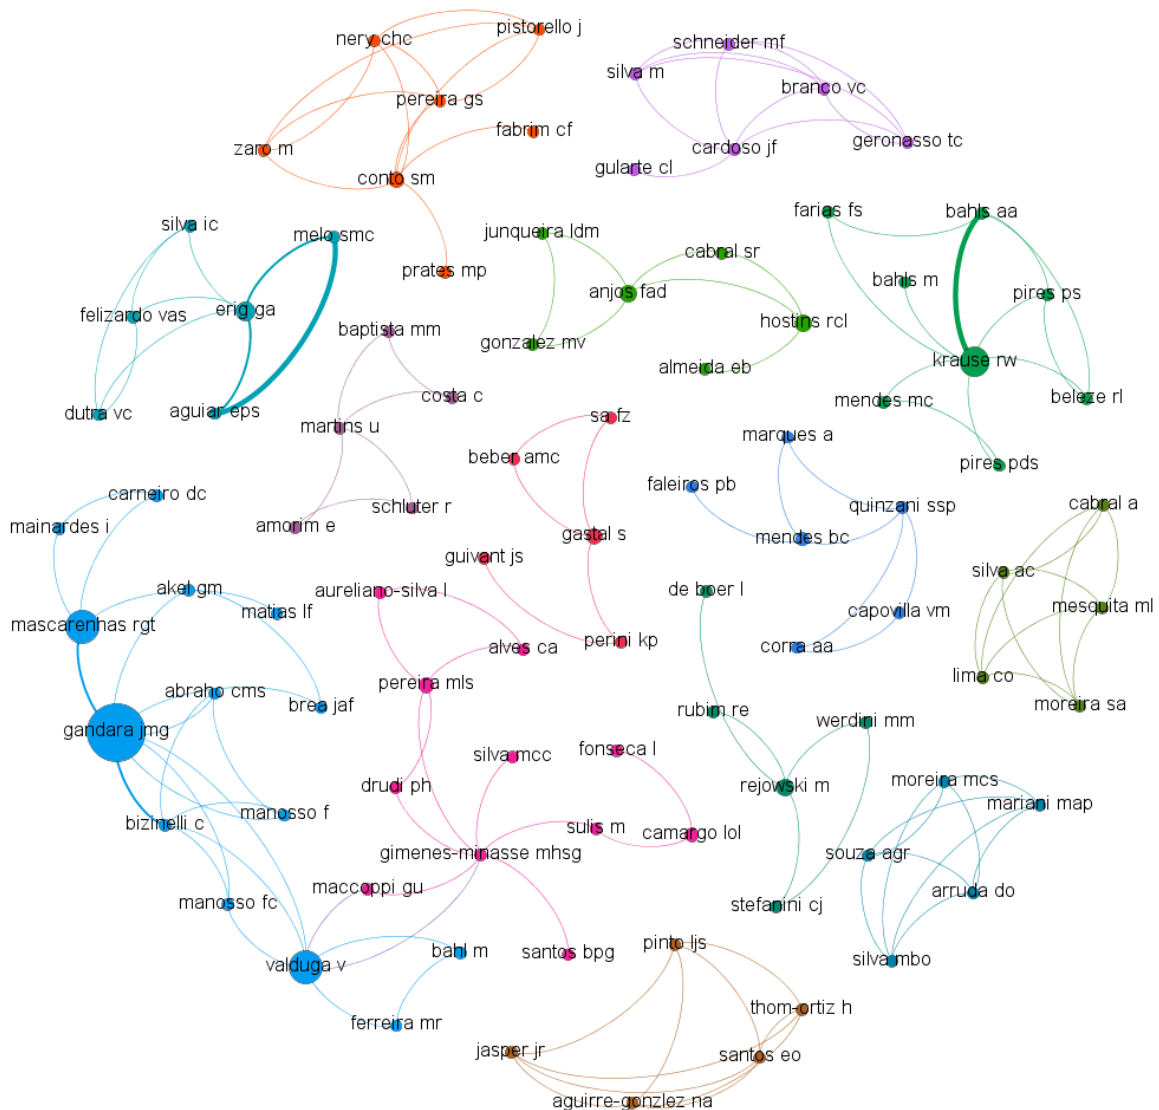 pistorello j
nery chc
schneider mf
silva m
branco vc
pereira gs
fabrim cf
geronasso tc
zaro m
cardoso jf
gularte cl
conto sm
farias fs
bahls aa
silva ic
melo smc
junqueira ldm
cabral sr
prates mp
bahls m
anjos fad
pires ps
felizardo vas
erig ga
hostins rcl
baptista mm
gonzalez mv
krause rw
almeida eb
costa c
mendes mc
beleze rl
dutra vc
aguiar eps
sa fz
martins u
marques a
beber amc
pires pds
faleiros pb
carneiro dc
quinzani ssp
cabral a
schluter r
mainardes i
amorim e
gastal s
mendes bc
guivant js
silva ac
akel gm
aureliano-silva l
de boer l
mesquita ml
matias lf
capovilla vm
mascarenhas rgt
perini kp
alves ca
corra aa
lima co
pereira mls
abraho cms
brea jaf
moreira sa
rubim re
werdini mm
gandara jmg
silva mcc
fonseca l
drudi ph
rejowski m
moreira mcs
mariani map
manosso f
bizinelli c
sulis m
camargo lol
gimenes-minasse mhsg
souza agr
maccoppi gu
arruda do
manosso fc
stefanini cj
pinto ljs
bahl m
santos bpg
silva mbo
valduga v
thom-ortiz h
ferreira mr
jasper jr
santos eo
aguirre-gonzlez na